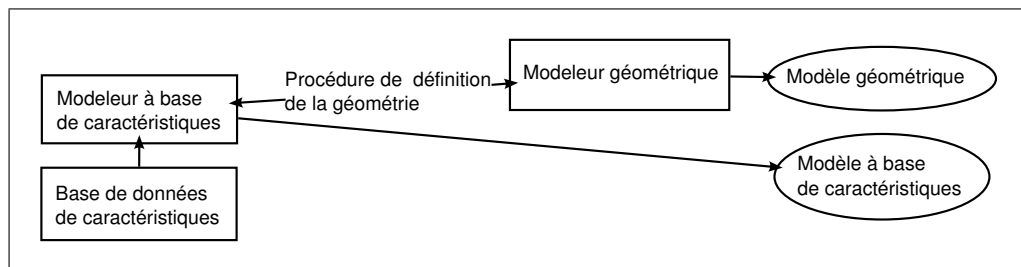 Procédure de définition
de la géométrie
Modeleur géométrique
Modèle géométrique
Modeleur à base
de caractéristiques
Modèle à base
de caractéristiques
Base de données
de caractéristiques